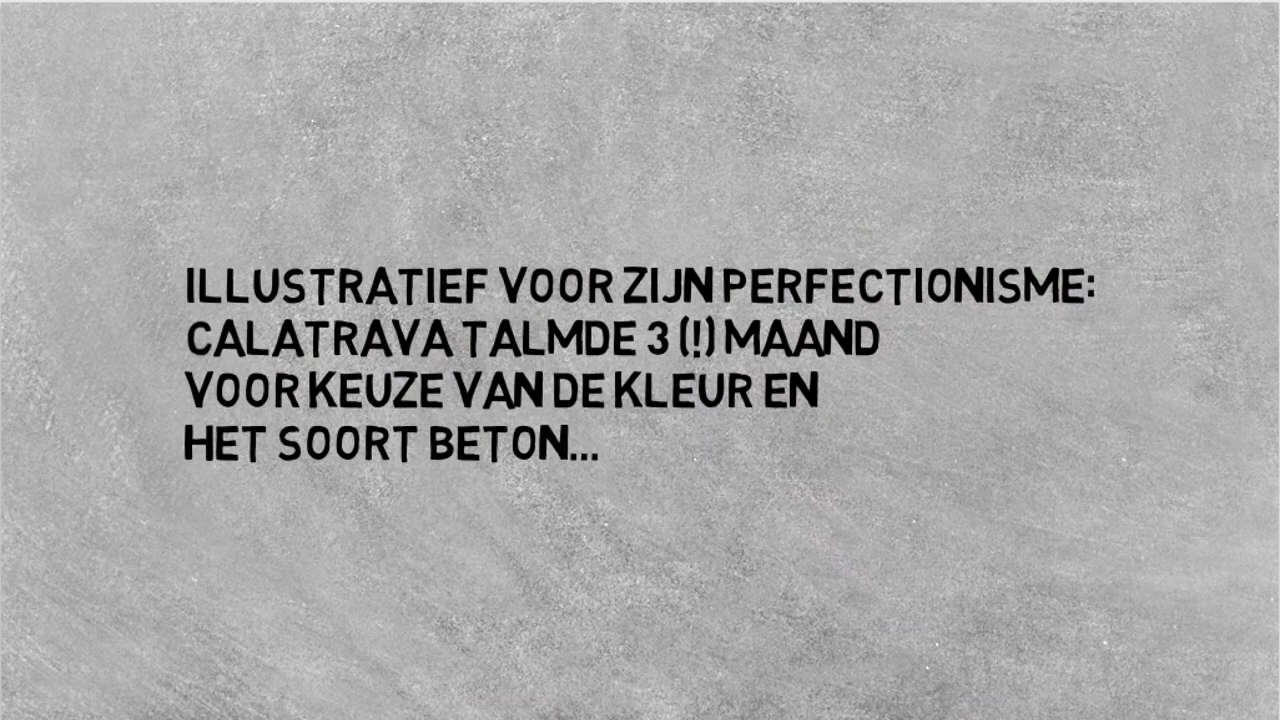 ILLUSTRATIEF VOOR ZIJN PERFECTIONISME:
CALATRAVA TALMDE 3 (!) MAAND
VOOR KEUZE VAN DE KLEUR EN
HET SOORT BETON...